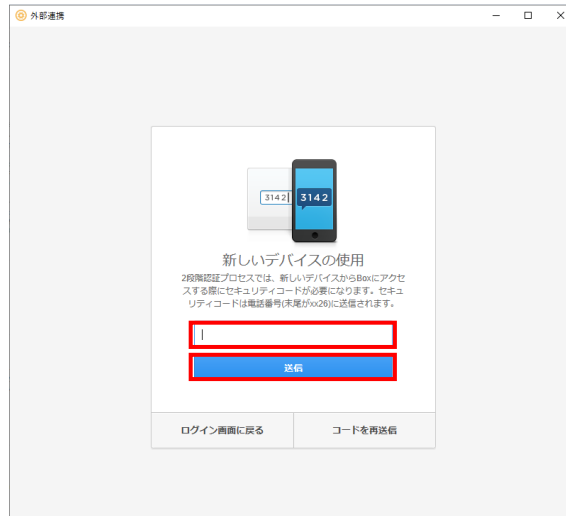 外部連携
3142
3142
新しいデバイスの使用
2段階認証プロセスでは、新しいデバイスからBoxにアクセ
スする際にセキュリティコードが必要になります。セキュ
リティコードは電話番号(末尾がxx26)に送信されます。
送信
ログイン画面に戻る
コードを再送信